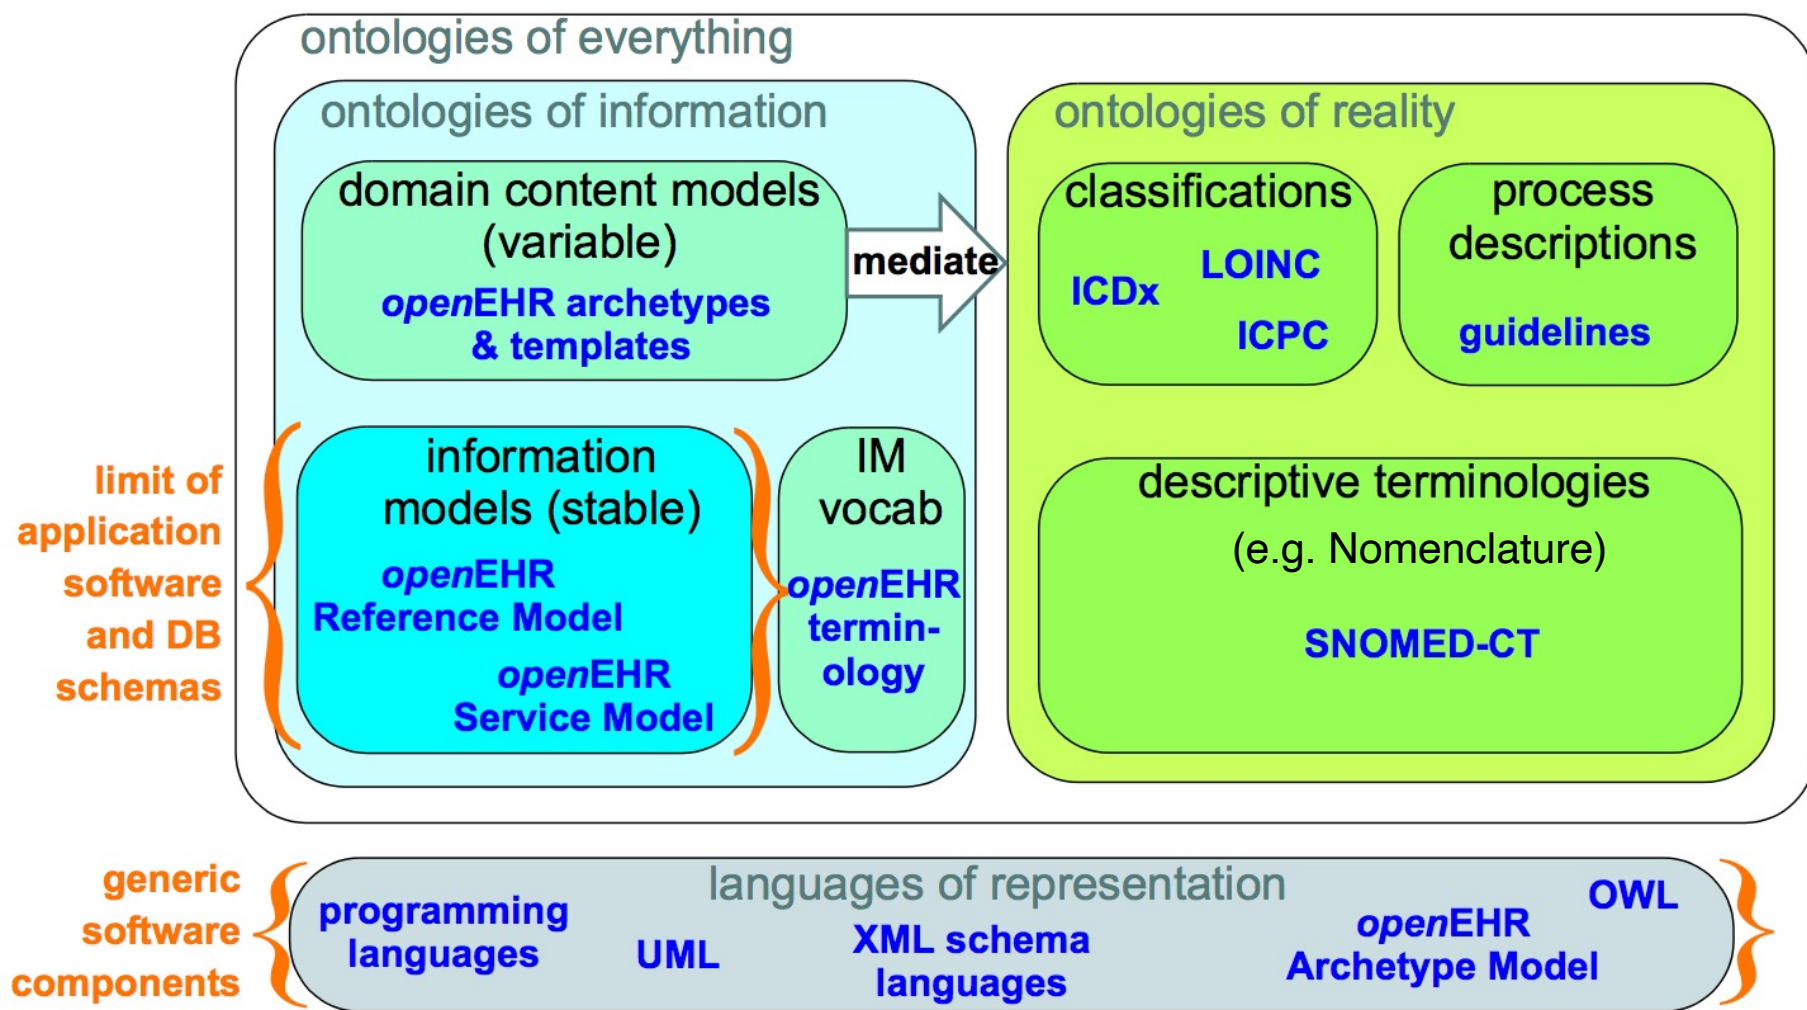 ontologies of everything
ontologies of information
domain content models
(variable)
openEHR archetypes
& templates
mediate
ontologies of reality
classifications
ICDx
LOINC
ICPC
process
descriptions
guidelines
limit of
application
software
and DB
schemas
information
models (stable)
openEHR
Reference Model
openEHR
Service Model
IM
vocab
openEHR
termin-
ology
descriptive terminologies
(e.g. Nomenclature)
SNOMED-CT
generic
software
components
languages of representation
programming
languages
UML
XML schema
languages
openEHR
Archetype Model
OWL